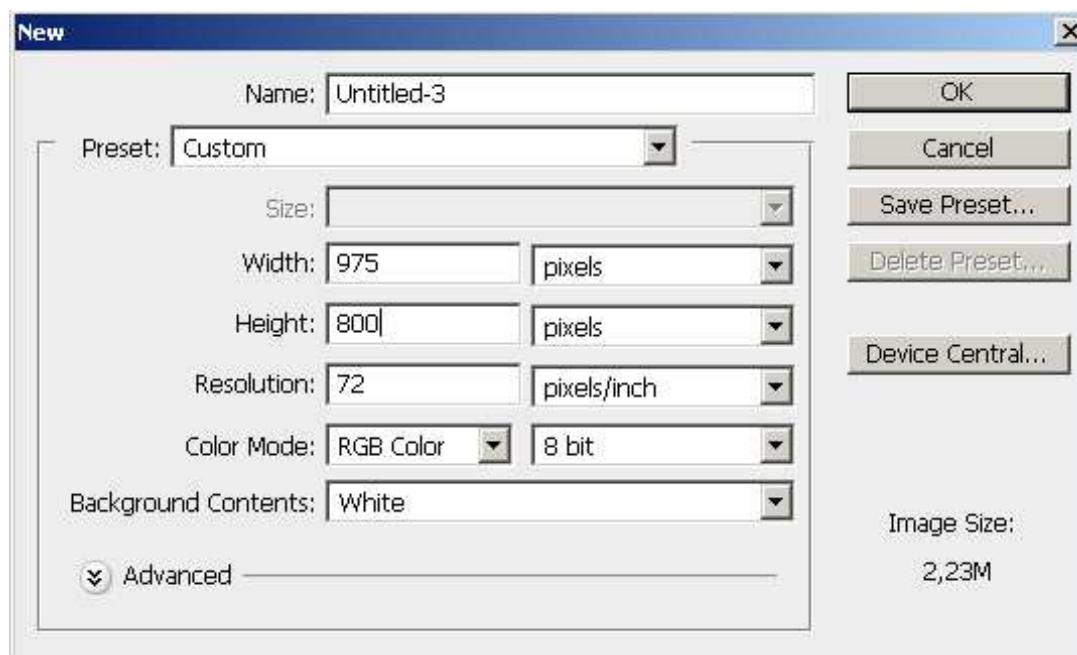 New
Name: Untitled-3
OK
Preset: Custom
Cancel
Size:
Save Preset...
Width: 975 pixels
Delete Preset...
Height: 800 pixels
Device Central...
Resolution: 72 pixels/inch
Color Mode: RGB Color 8 bit
Background Contents: White
Image Size:
Advanced
2,23M